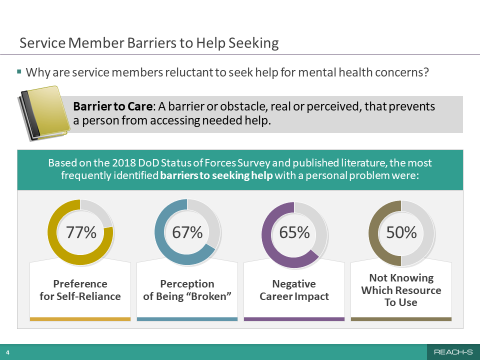 Service Member Barriers to Help Seeking
▪ Why are service members reluctant to seek help for mental health concerns?
Barrier to Care: A barrier or obstacle, real or perceived, that prevents
a person from accessing needed help.
Based on the 2018 DoD Status of Forces Survey and published literature, the most
frequently identified barriers to seeking help with a personal problem were:
77%
67%
65%
50%
Preference
for Self-Reliance
Perception
of Being “Broken”
Negative
Career Impact
Not Knowing
Which Resource
To Use
4
REACH-S